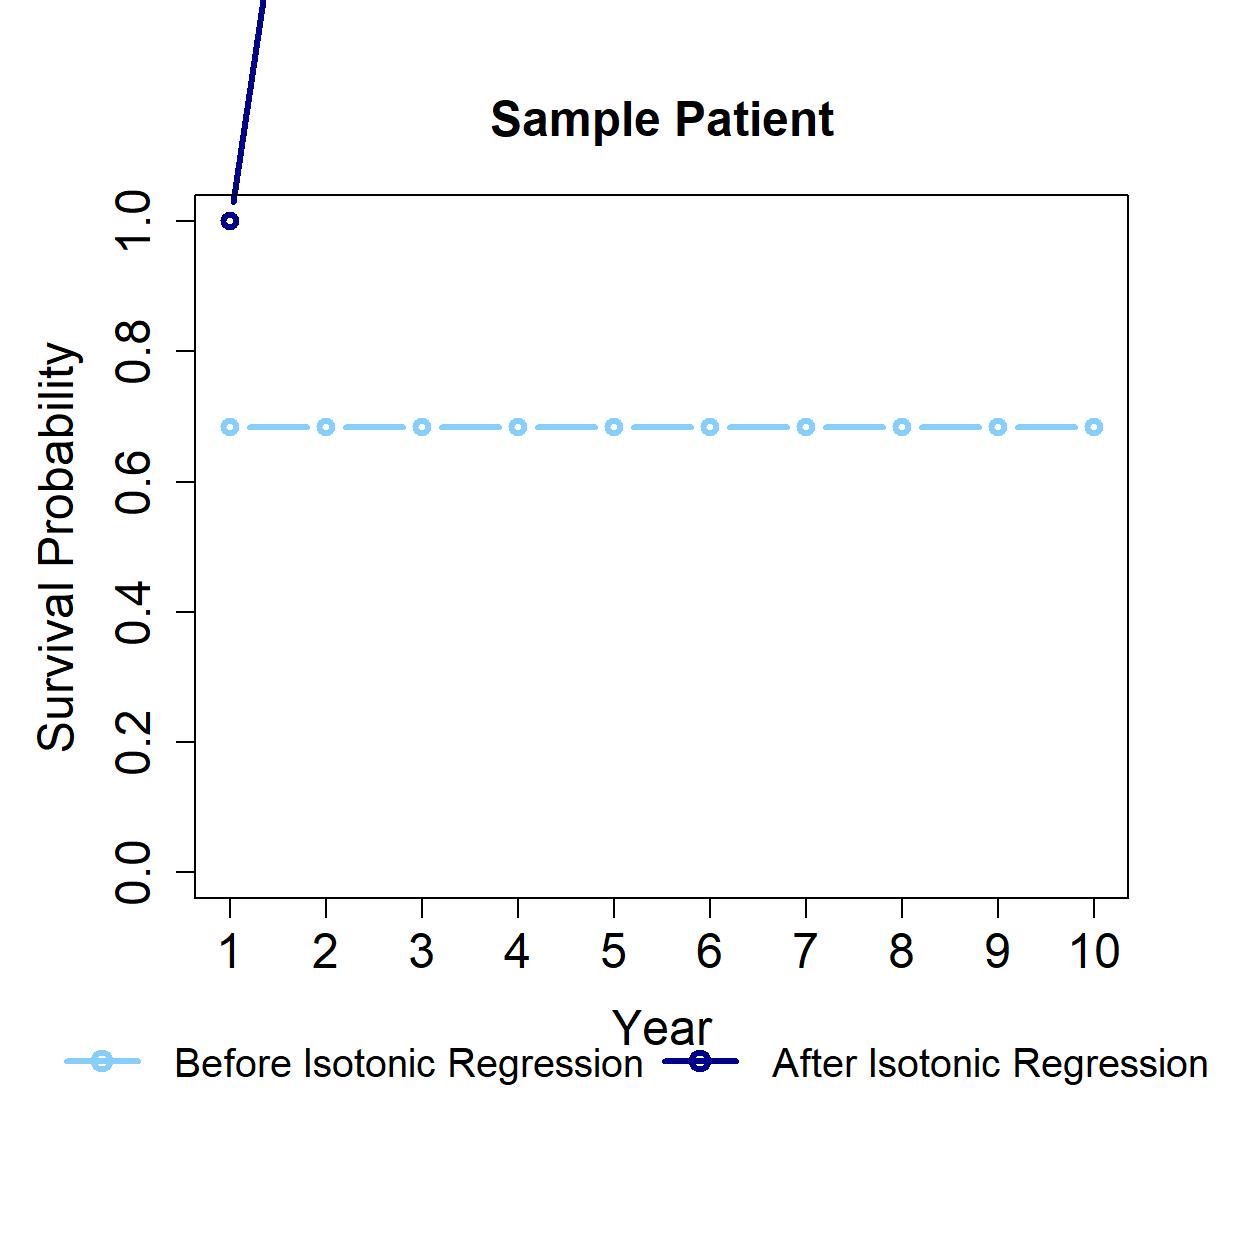 Sample Patient
Survival Probability
1.0
0.8
0.6
0.4
0.2
0.0
1 2 3 4 5 6 7 8 9 10
Year
Before Isotonic Regression After Isotonic Regression